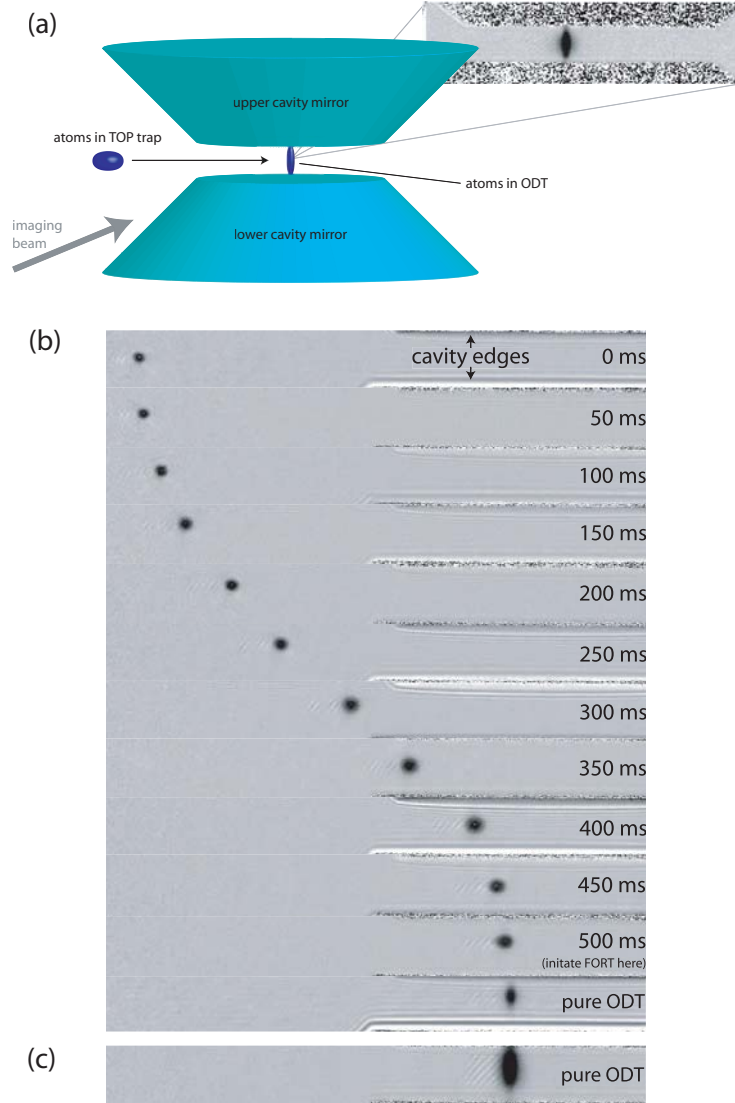 (a)
upper cavity mirror
atoms in TOP trap
atoms in ODT
imaging
beam
lower cavity mirror
(b)
cavity edges
0 ms
50 ms
100 ms
150 ms
200 ms
250 ms
300 ms
350 ms
400 ms
450 ms
500 ms
(initate FORT here)
pure ODT
(c)
pure ODT